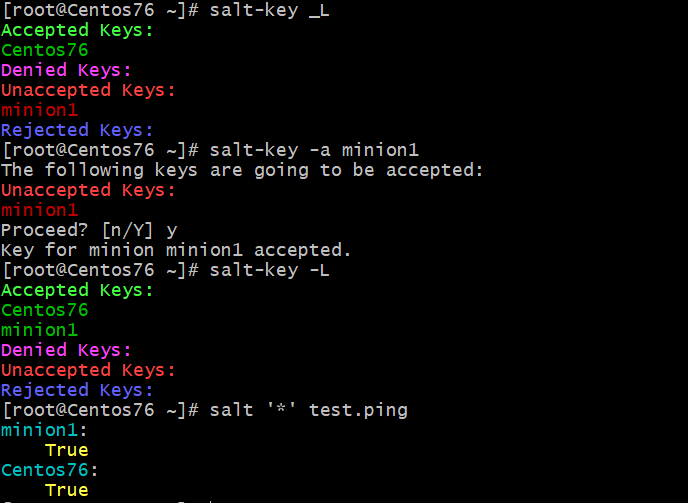 [root@Centos76 ~]# salt-key _L
Accepted Keys:
Centos76
Denied Keys:
Unaccepted Keys:
minion1
Rejected Keys:
[root@Centos76 ~]# salt-key -a minion1
The following keys are going to be accepted:
Unaccepted Keys:
minion1
Proceed? [n/Y] y
Key for minion minion1 accepted.
[root@Centos76 ~]# salt-key -L
Accepted Keys:
Centos76
minion1
Denied Keys:
Unaccepted Keys:
Rejected Keys:
[root@Centos76 ~]# salt '*' test.ping
minion1:
    True
Centos76:
    True